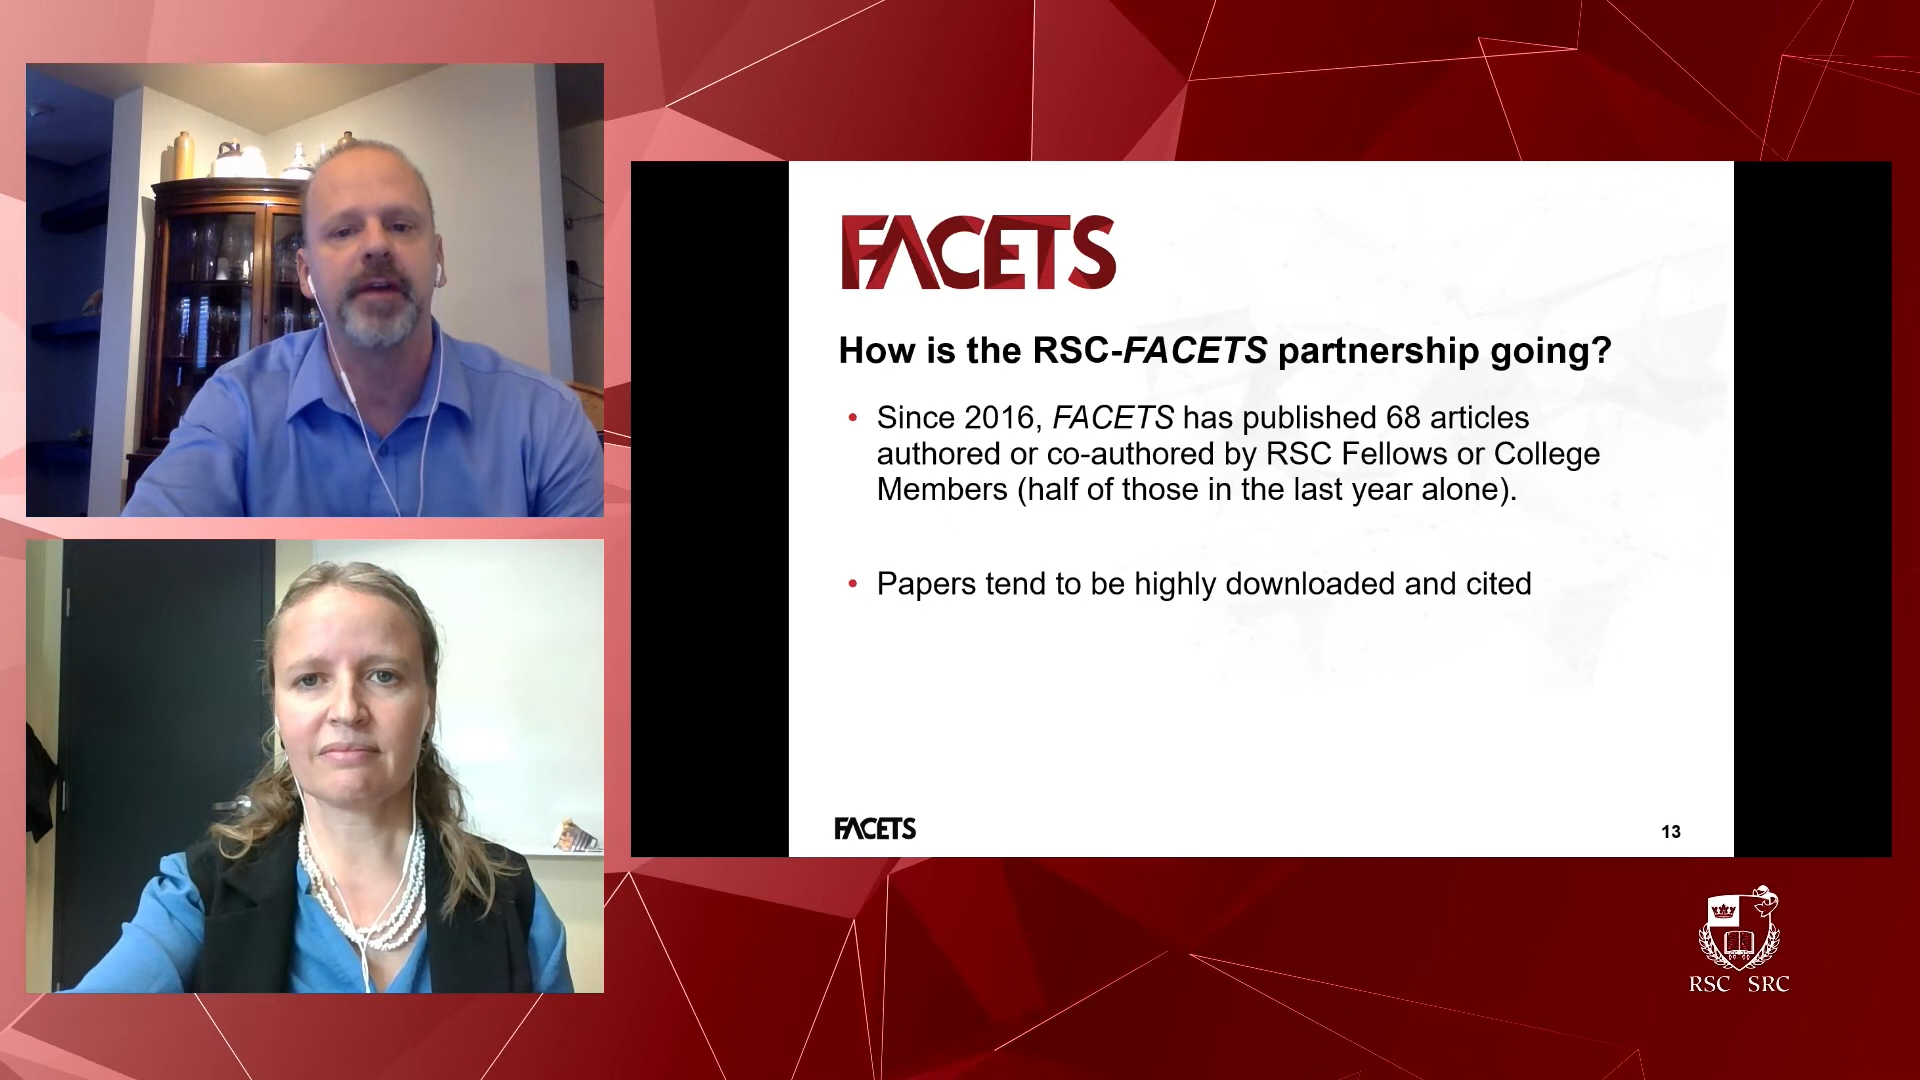 FACETS
How is the RSC-FACETS partnership going?
• Since 2016, FACETS has published 68 articles
authored or co-authored by RSC Fellows or College
Members (half of those in the last year alone).
• Papers tend to be highly downloaded and cited
FACETS
13
RSC SRC